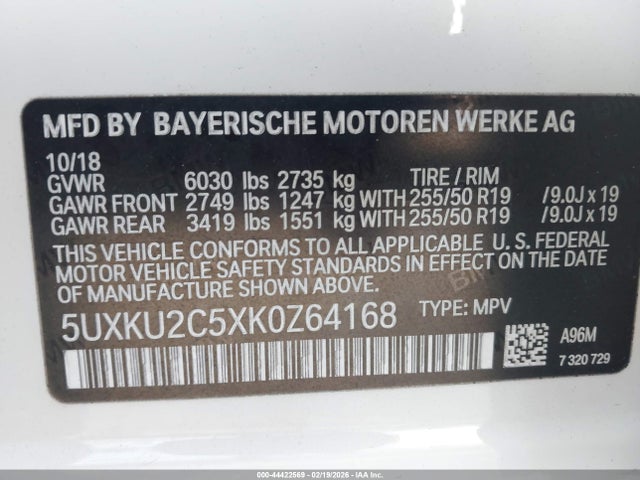 MFD BY BAYERISCHE MOTOREN WERKE AG
10/18
GVWR 6030 lbs 2735 kg TIRE / RIM
GAWR FRONT 2749 lbs 1247 kg WITH 255/50 R19 /9.0J x 19
GAWR REAR 3419 lbs 1551 kg WITH 255/50 R19 /9.0J x 19
THIS VEHICLE CONFORMS TO ALL APPLICABLE U. S. FEDERAL
MOTOR VEHICLE SAFETY STANDARDS IN EFFECT ON THE DATE OF
MANUFACTURE SHOWN ABOVE.
5UXKU2C5XK0Z64168 TYPE: MPV
A96M
7 320 729
000-44422569 - 02/19/2026 - IAAI.COM